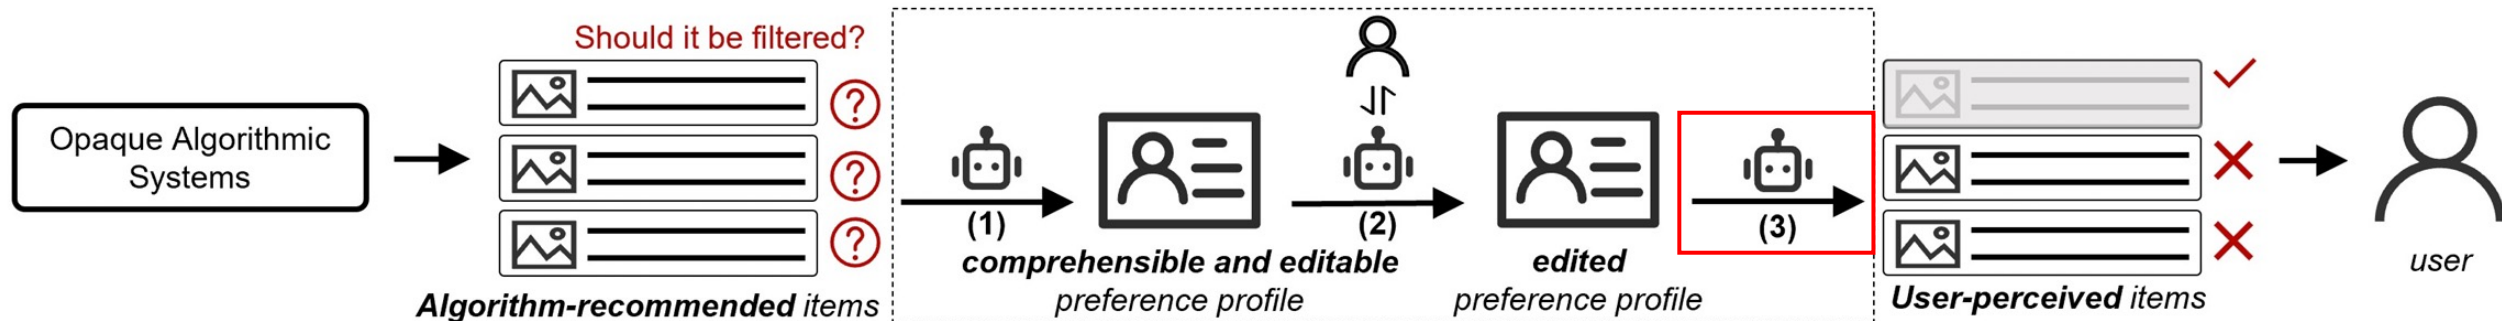 Opaque Algorithmic
Systems
Should it be filtered?
?
?
?
Algorithm-recommended items
(1)
comprehensible and editable
preference profile
(2)
edited
preference profile
(3)
User-perceived items
user